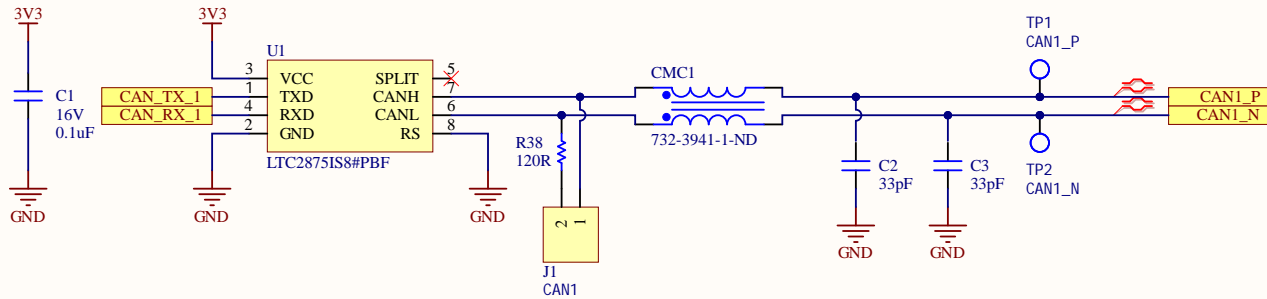 3V3
C1
16V
0.1uF
GND
3V3
CAN_TX_1
CAN_RX_1
GND
U1
3 VCC SPLIT 5
1 TXD CANH 7
4 RXD CANL 6
2 GND RS 8
LTC2875IS8#PBF
GND
R38
120R
2 1
J1
CAN1
CMC1
732-3941-1-ND
C2
33pF
GND
C3
33pF
GND
TP1
CAN1_P
TP2
CAN1_N
CAN1_P
CAN1_N